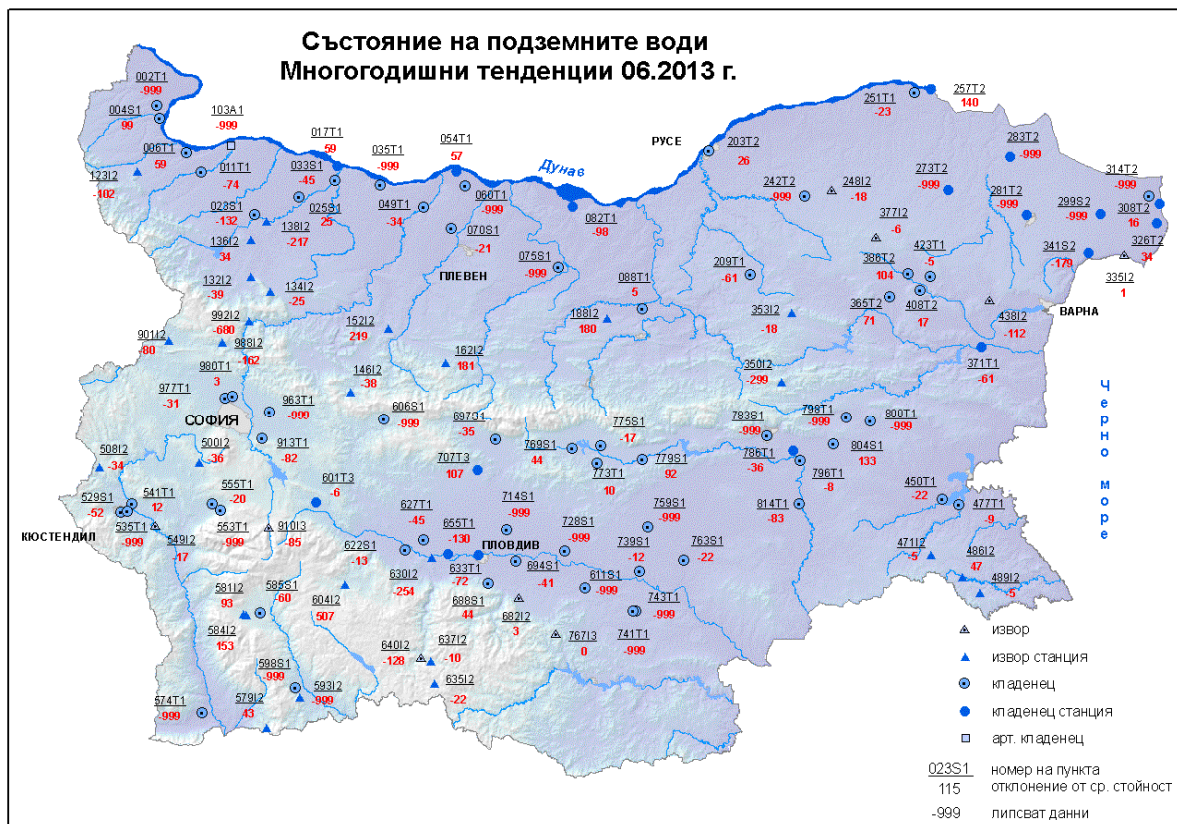 Състояние на подземните води
Многогодишни тенденции 06.2013 г.
002T1
-999
004S1
99
103A1
-999
086T1
59
011T1
-74
123I2
-102
017T1
59
033S1
-45
035T1
-999
054T1
57
023S1
-132
025S1
25
138I2
-217
136I2
34
049T1
-34
060T1
-999
070S1
-21
Дунав
082T1
-98
075S1
-999
ПЛЕВЕН
088T1
5
РУСЕ
203T2
26
251T1
-23
257T2
140
242T2
-999
248I2
-18
273T2
-999
283T2
-999
281T2
-999
299S2
-999
314T2
-999
308T2
16
326T2
34
335I2
1
341S2
-179
377I2
-6
423T1
-5
386T2
104
365T2
71
408T2
17
209T1
-61
353I2
-18
438I2
-112
ВАРНА
371T1
-61
350I2
-299
132I2
-39
134I2
-25
992I2
-680
988I2
-162
901I2
-80
152I2
219
162I2
181
188I2
180
146I2
-38
980T1
3
977T1
-31
963T1
-999
СОФИЯ
913T1
-82
606S1
-999
697S1
35
775S1
-17
769S1
44
773T1
10
779S1
92
783S1
-999
798T1
-999
800T1
-999
804S1
133
786T1
-36
796T1
-8
814T1
-83
Черно море
508I2
-34
500I2
-36
707T3
107
601T3
-6
529S1
-52
541T1
12
555T1
-20
535T1
-999
КЮСТЕНДИЛ
549I2
-17
553T1
-999
910I3
-85
627T1
-45
655T1
-130
714S1
-999
728S1
-999
759S1
-999
763S1
-22
739S1
-12
ПЛОВДИВ
622S1
-13
630I2
-254
633T1
-72
694S1
-41
611S1
-999
688S1
44
682I2
3
743T1
-999
741T1
-999
767I3
0
450T1
-22
477T1
-9
471I2
-5
486I2
47
489I2
-5
581I2
93
585S1
-60
604I2
507
584I2
153
640I2
-128
637I2
-10
635I2
-22
598S1
-999
593I2
-999
579I2
43
574T1
-999
извор
извор станция
кладенец
кладенец станция
арт. кладенец
023S1 номер на пункта
115 отклонение от ср. стойност
-999 липсват данни